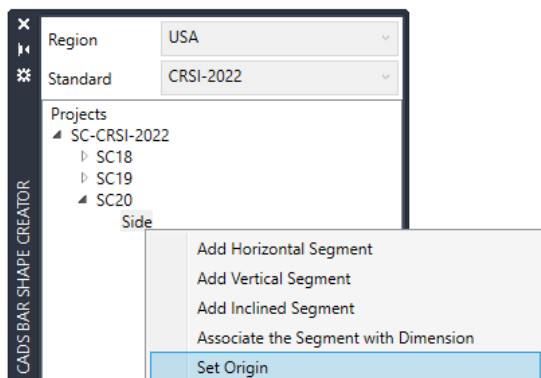 Region
USA
Standard
CRSI-2022
Projects
SC-CRSI-2022
SC18
SC19
SC20
Side
Add Horizontal Segment
Add Vertical Segment
Add Inclined Segment
Associate the Segment with Dimension
Set Origin
CADS BAR SHAPE CREATOR